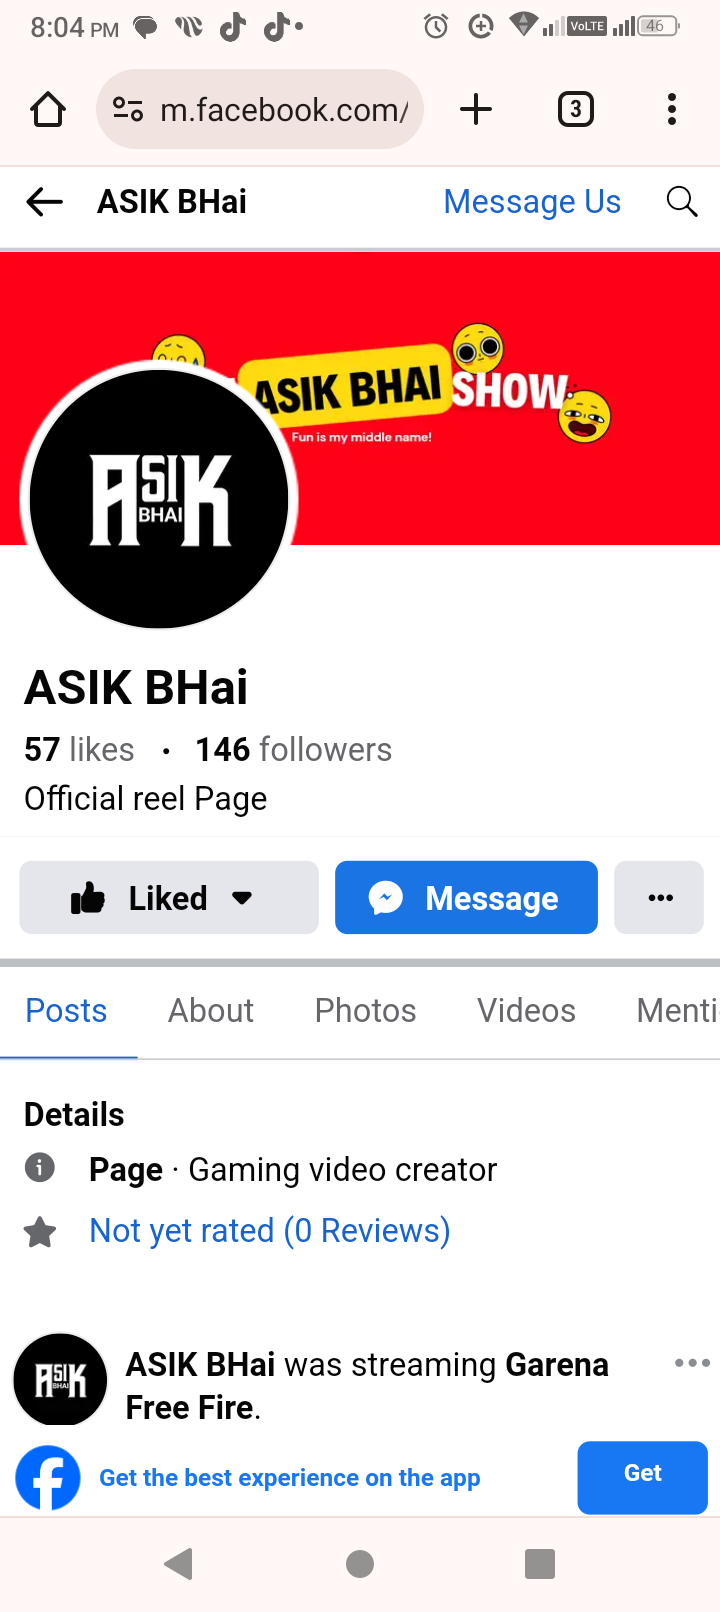 8:04 PM
VoLTE
46
m.facebook.com/
3
ASIK BHai
Message Us
ASIK BHAI SHOW
Fun is my middle name!
ASIK
BHAI
ASIK BHai
57 likes • 146 followers
Official reel Page
Liked
Message
Posts About Photos Videos Menti
Details
Page · Gaming video creator
Not yet rated (0 Reviews)
ASIK
BHAI
ASIK BHai was streaming Garena
Free Fire.
Get the best experience on the app
Get